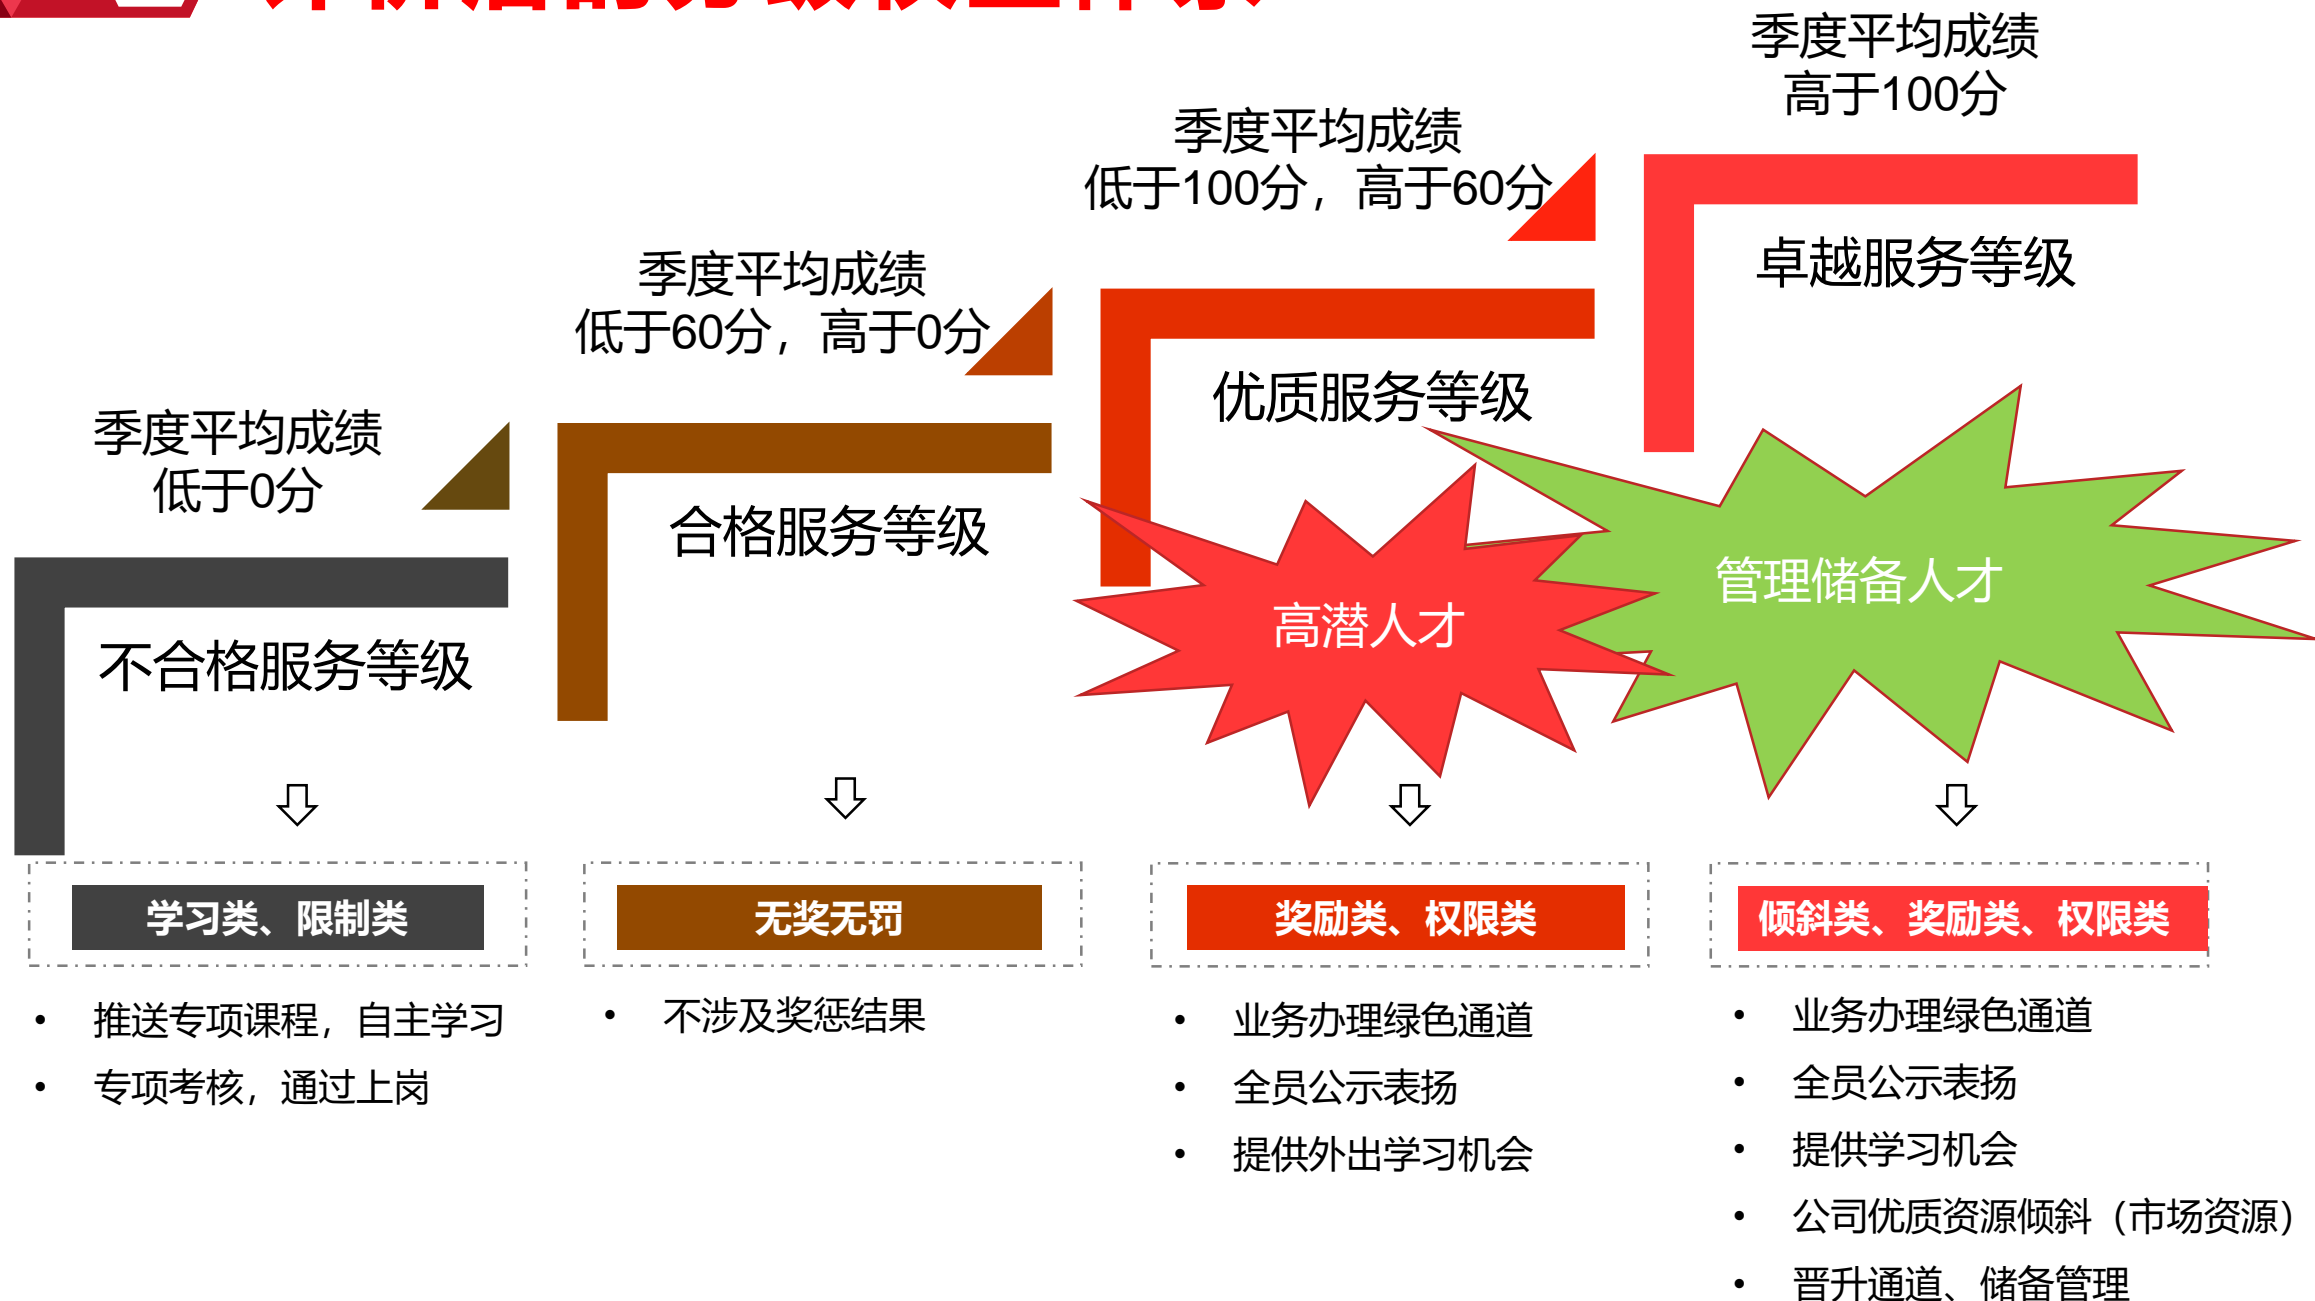 季度平均成绩
高于100分
季度平均成绩
低于100分，高于60分
季度平均成绩
低于60分，高于0分
季度平均成绩
低于0分
卓越服务等级
优质服务等级
合格服务等级
不合格服务等级
高潜人才
管理储备人才
学习类、限制类
• 推送专项课程，自主学习
• 专项考核，通过上岗
无奖无罚
• 不涉及奖惩结果
奖励类、权限类
• 业务办理绿色通道
• 全员公示表扬
• 提供外出学习机会
倾斜类、奖励类、权限类
• 业务办理绿色通道
• 全员公示表扬
• 提供学习机会
• 公司优质资源倾斜（市场资源）
• 晋升通道、储备管理